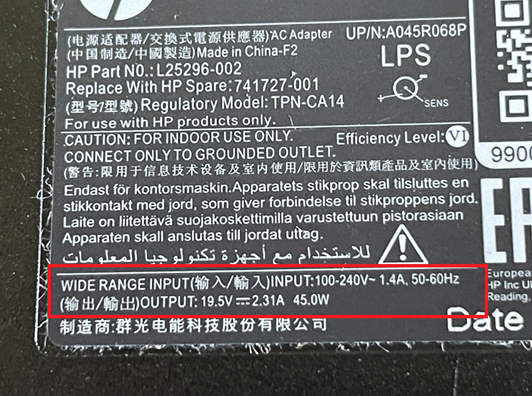 (电源适配器/交換式電源供應器)AC Adapter UP/N:A045R068P
(中国制造/中國製造)Made in China-F2 LPS
HP Part NO.: L25296-002
Replace With HP Spare: 741727-001
(型号/型號) Regulatory Model: TPN-CA14 SENS
For use with HP products only.
CAUTION: FOR INDOOR USE ONLY. Efficiency Level: VI
CONNECT ONLY TO GROUNDED OUTLET.
(警告: 限用于信息技术设备及室内使用/限用於資訊類產品及室內使用)
Endast för kontorsmaskin.Apparatets stikprop skal tilsluttes en
stikkontakt med jord, som giver forbindelse til stikproppens jord.
Laite on liitettävä suojakoskettimilla varustettuun pistorasiaan
Apparaten skall anslutas till jordat uttag.
للاستخدام مع أجهزة تكنولوجيا المعلومات
WIDE RANGE INPUT(输入/輸入)INPUT:100-240V~ 1.4A, 50-60Hz
(输出/輸出)OUTPUT: 19.5V⎓2.31A 45.0W
制造商: 群光电能科技股份有限公司 Date
9900
HP Inc
Reading.